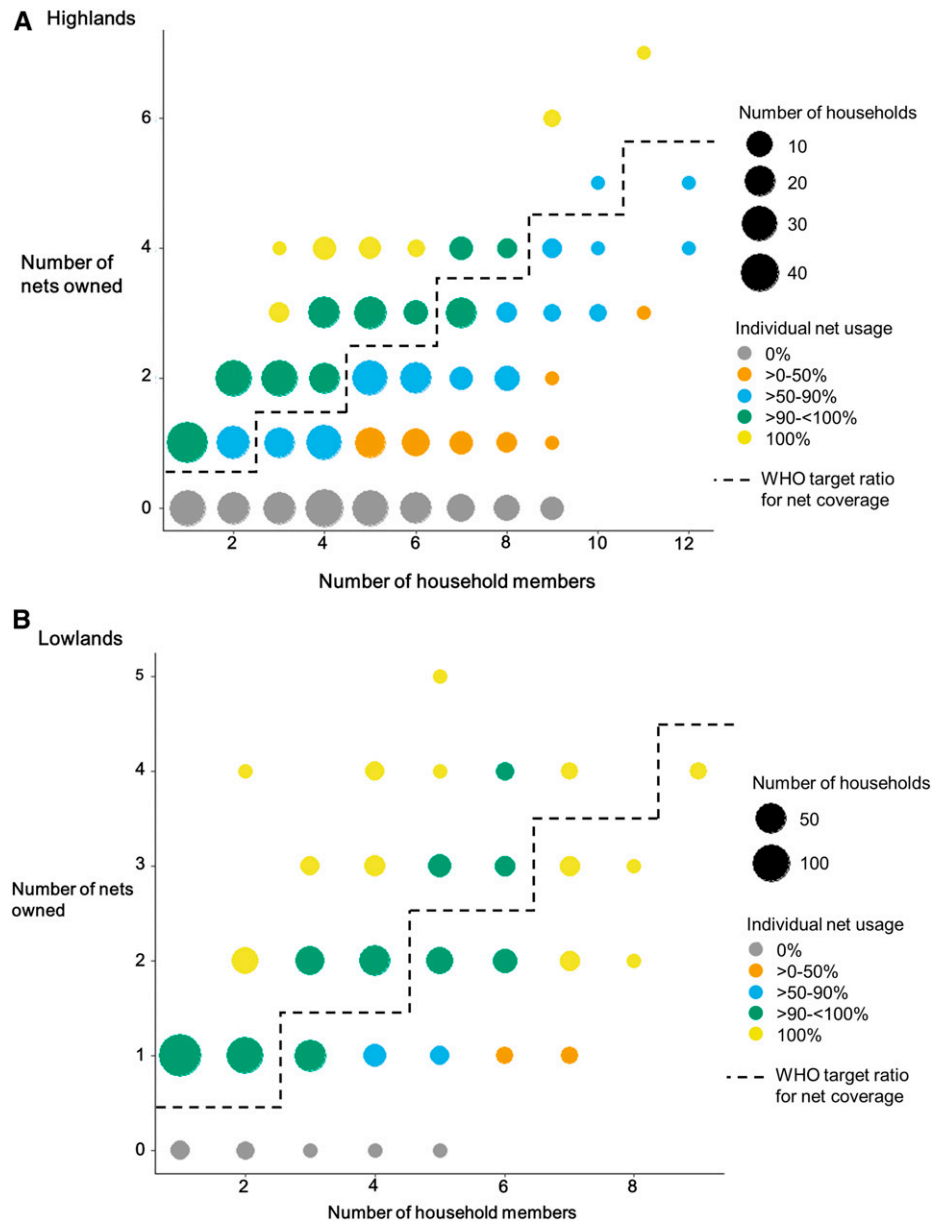 A Highlands
6
4
2
0
Number of
nets owned
2 4 6 8 10 12
Number of household members
Number of households
10
20
30
40
Individual net usage
0%
>0-50%
>50-90%
>90-<100%
100%
WHO target ratio
for net coverage
B
Lowlands
5
4
3
2
1
0
Number of nets
owned
2 4 6 8
Number of household members
Number of households
50
100
Individual net usage
0%
>0-50%
>50-90%
>90-<100%
100%
WHO target ratio
for net coverage